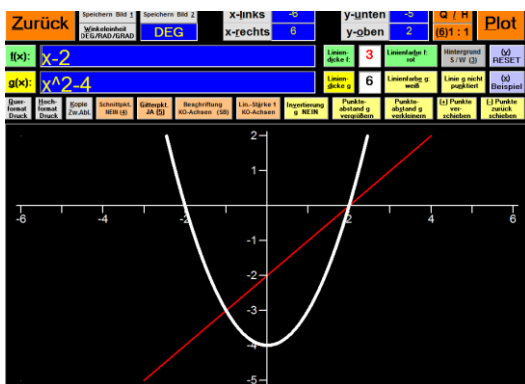 Zurück Speichern Bild 1 Speichern Bild 2 x-links -6 y-unten -5 Q / H Plot
Winkeleinheit DEG/RAD/GRAD DEG x-rechts 6 y-oben 2 (6)1 : 1
f(x): x-2 Linien-dicke f: 3 Linienfarbe f: rot Hintergrund S / W (3) (y) RESET
g(x): x^2-4 Linien-dicke g 6 Linienfarbe g: weiß Linie g nicht punktiert (x) Beispiel
Quer-format Druck Hoch-format Druck Kopie Zw.Abl. Schnittpkt. NEIN (4) Gitterpkt. JA (5) Beschriftung KO-Achsen (SB) Lin.-Stärke 1 KO-Achsen Invertierung g NEIN Punkte-abstand g vergrößern Punkte-abstand g verkleinern (+) Punkte ver-schieben (-) Punkte zurück schieben
2
1
-6 -4 -2 2 4 6
-1
-2
-3
-4
-5